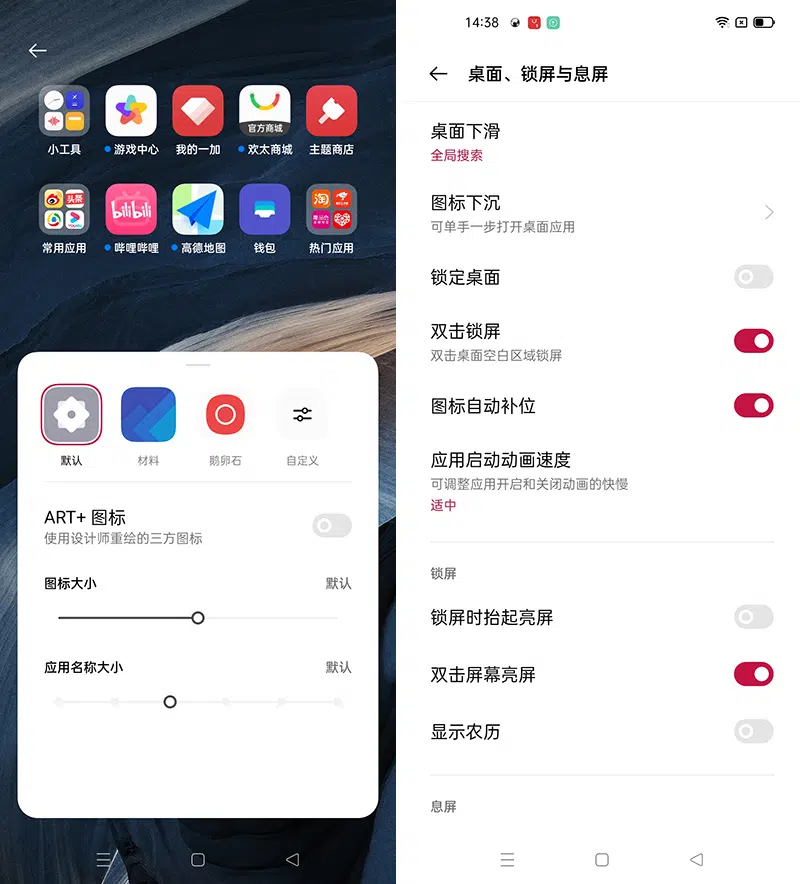 官方商城
小工具
游戏中心
我的一加
欢太商城
主题商店
头条
淘
bilibili
常用应用
哔哩哔哩
高德地图
钱包
热门应用
默认
材料
鹅卵石
自定义
ART+ 图标
使用设计师重绘的三方图标
图标大小
默认
应用名称大小
默认
14:38
桌面、锁屏与息屏
桌面下滑
全局搜索
图标下沉
可单手一步打开桌面应用
锁定桌面
双击锁屏
双击桌面空白区域锁屏
图标自动补位
应用启动动画速度
可调整应用开启和关闭动画的快慢
适中
锁屏
锁屏时抬起亮屏
双击屏幕亮屏
显示农历
息屏